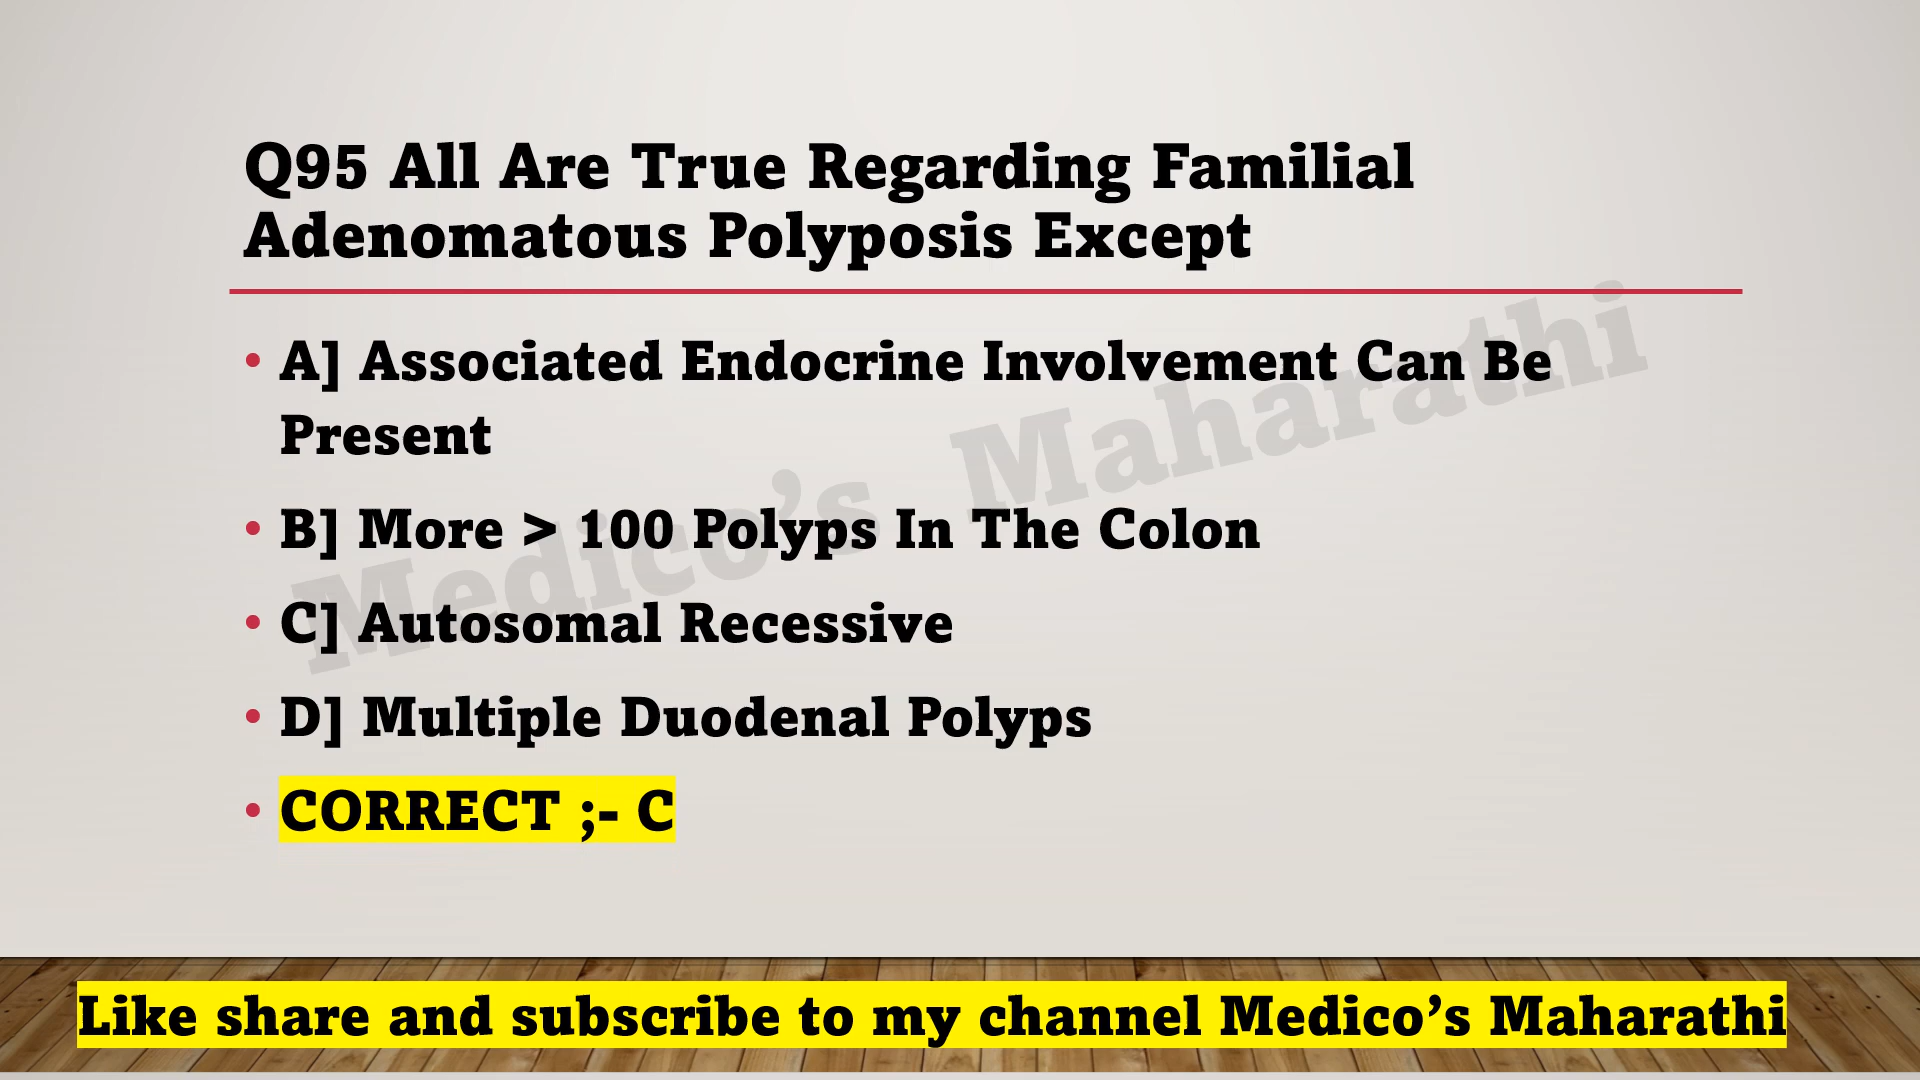 Q95 All Are True Regarding Familial
Adenomatous Polyposis Except
• A] Associated Endocrine Involvement Can Be
Present
• B] More > 100 Polyps In The Colon
• C] Autosomal Recessive
• D] Multiple Duodenal Polyps
• CORRECT ;- C
Medico’s Maharathi
Like share and subscribe to my channel Medico’s Maharathi